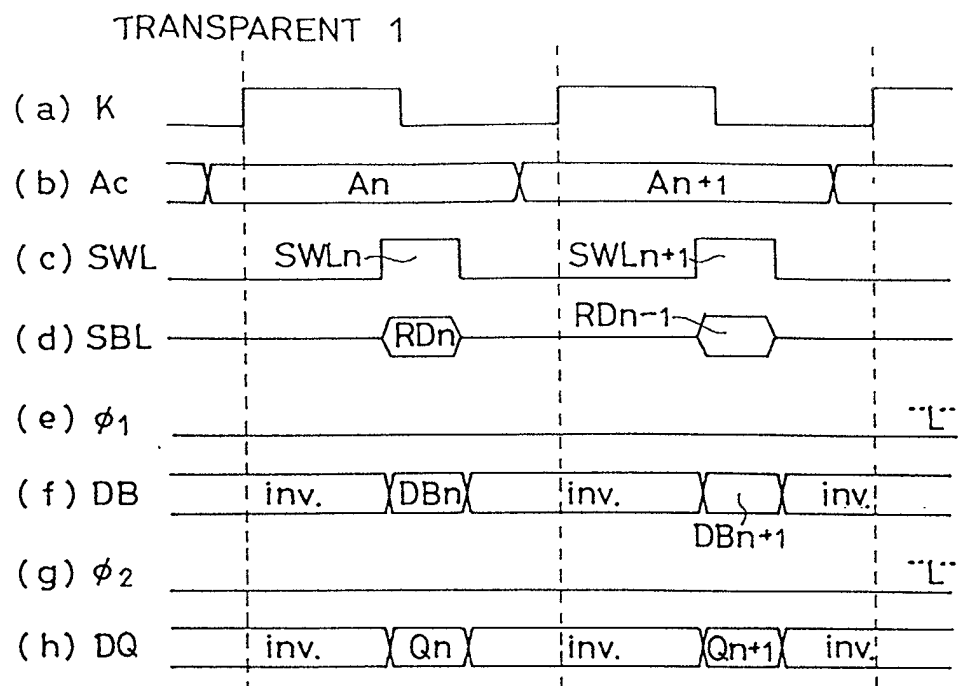 TRANSPARENT 1
(a) K
(b) Ac An An+1
(c) SWL SWLn SWLn+1
(d) SBL RDn RDn-1
(e) ϕ1 "L"
(f) DB inv. DBn inv. inv.
DBn+1
(g) ϕ2 "L"
(h) DQ inv. Qn inv. Qn+1 inv.